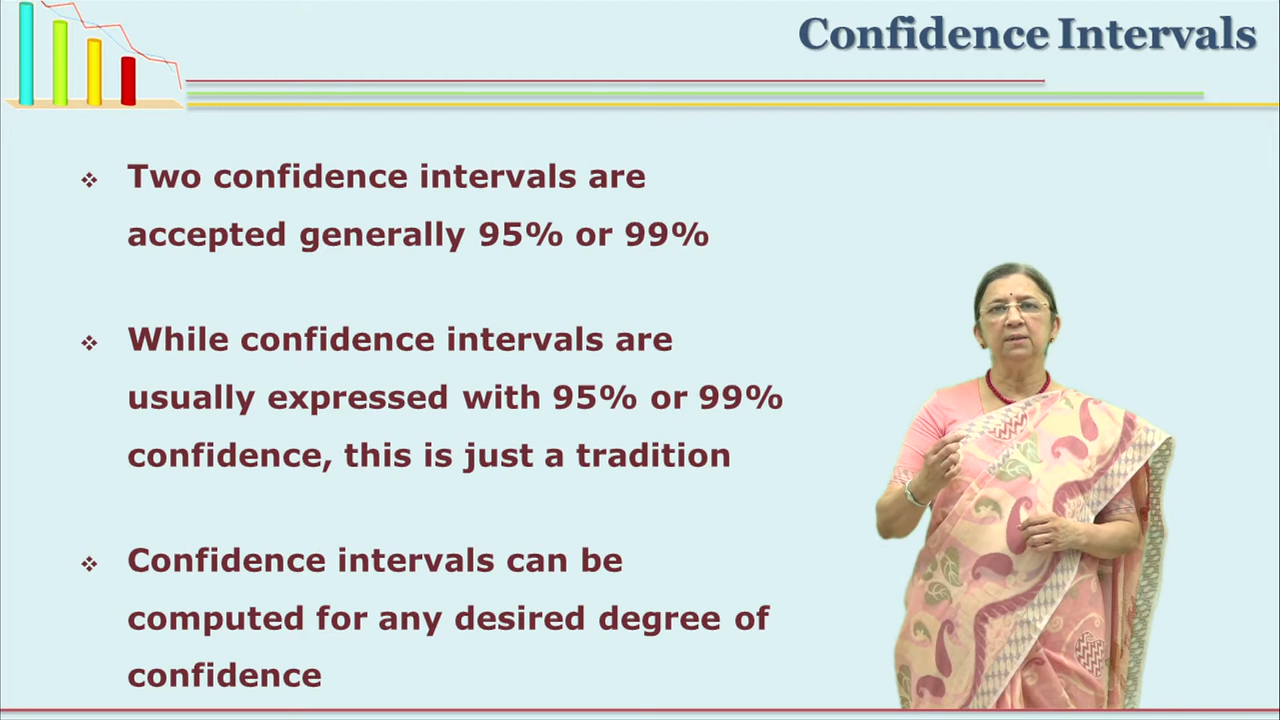 Confidence Intervals
Two confidence intervals are
accepted generally 95% or 99%
While confidence intervals are
usually expressed with 95% or 99%
confidence, this is just a tradition
Confidence intervals can be
computed for any desired degree of
confidence